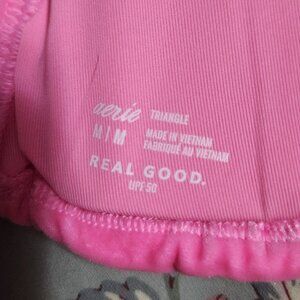 aerie TRIANGLE
M | M MADE IN VIETNAM
FABRIQUÉ AU VIETNAM
REAL GOOD.
UPF 50